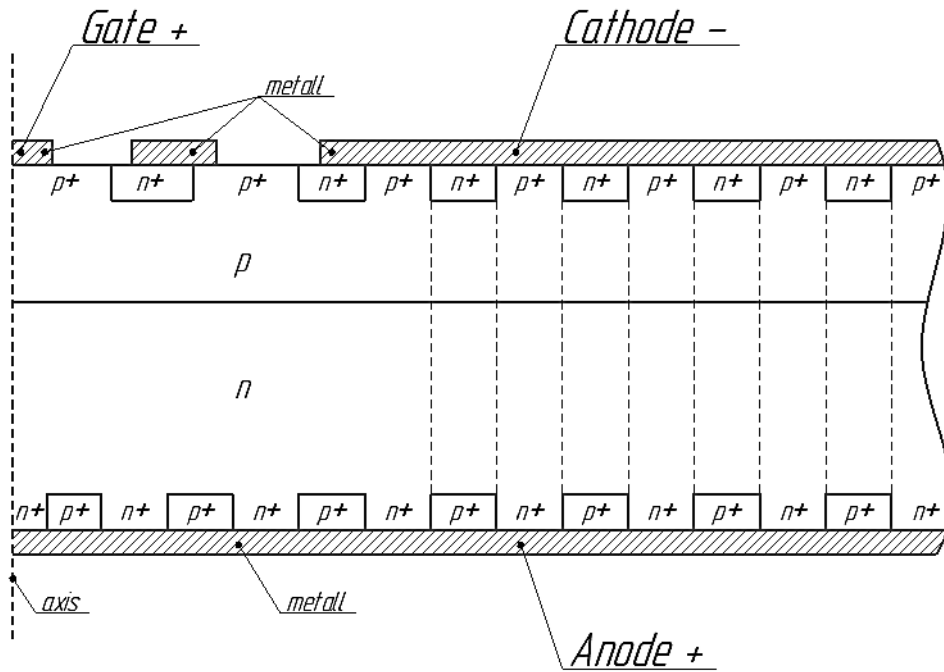 Gate +
Cathode -
metall
p+ n+ p+ n+ p+ n+ p+ n+ p+ n+ p+ n+ p+
p
n
n+ p+ n+ p+ n+ p+ n+ p+ n+ p+ n+ p+ n+ p+ n+
axis
metall
Anode +